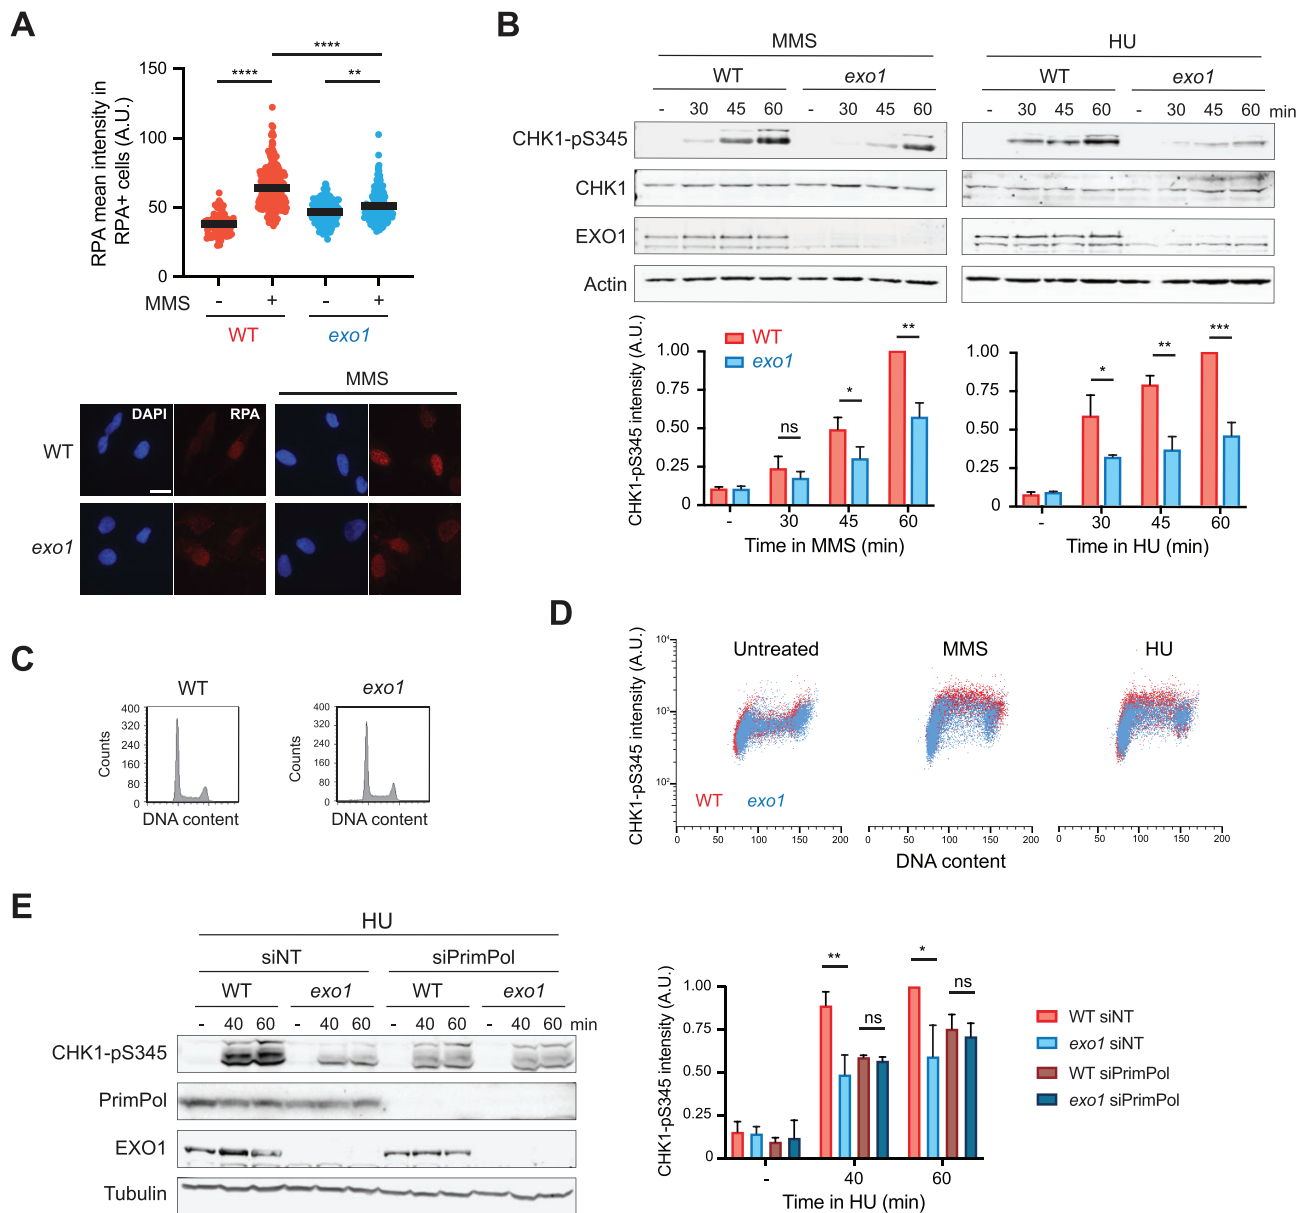 A
****
****
**
150
100
50
0
RPA mean intensity in
RPA+ cells (A.U.)
MMS
-
+
-
+
WT
exo1
MMS
DAPI
RPA
WT
exo1
B
MMS
HU
WT
exo1
WT
exo1
- 30 45 60 - 30 45 60
- 30 45 60 - 30 45 60 min
CHK1-pS345
CHK1
EXO1
Actin
CHK1-pS345 intensity (A.U.)
WT
exo1
1.00
0.75
0.50
0.25
0
ns
*
**
- 30 45 60
Time in MMS (min)
1.00
0.75
0.50
0.25
0
*
**
***
- 30 45 60
Time in HU (min)
C
WT
exo1
Counts
400
320
240
160
80
0
DNA content
Counts
400
320
240
160
80
0
DNA content
D
CHK1-pS345 intensity (A.U.)
10⁴
10³
10²
Untreated
MMS
HU
WT
exo1
0 50 100 150 200
0 50 100 150 200
0 50 100 150 200
DNA content
E
HU
siNT
siPrimPol
WT
exo1
WT
exo1
- 40 60 - 40 60 - 40 60 - 40 60 min
CHK1-pS345
PrimPol
EXO1
Tubulin
CHK1-pS345 intensity (A.U.)
1.00
0.75
0.50
0.25
0
**
ns
*
ns
- 40 60
Time in HU (min)
WT siNT
exo1 siNT
WT siPrimPol
exo1 siPrimPol